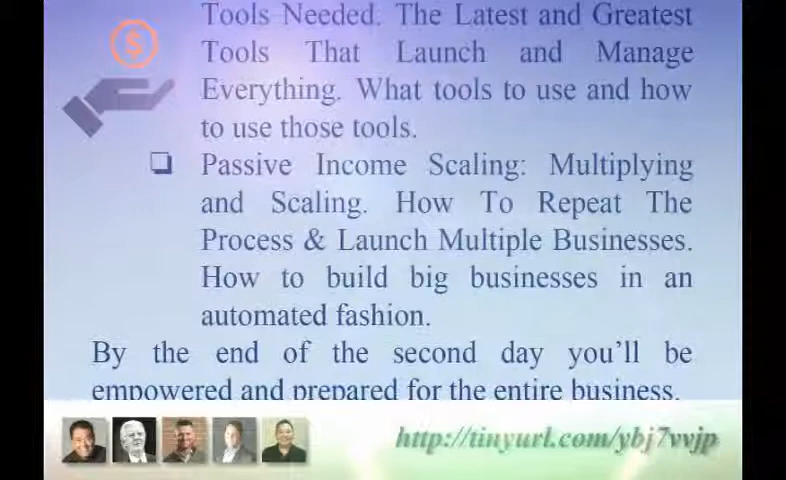 Tools Needed. The Latest and Greatest
Tools That Launch and Manage
Everything. What tools to use and how
to use those tools.
❑ Passive Income Scaling: Multiplying
and Scaling. How To Repeat The
Process & Launch Multiple Businesses.
How to build big businesses in an
automated fashion.
By the end of the second day you’ll be
empowered and prepared for the entire business.
http://tinyurl.com/ybj7vvjp